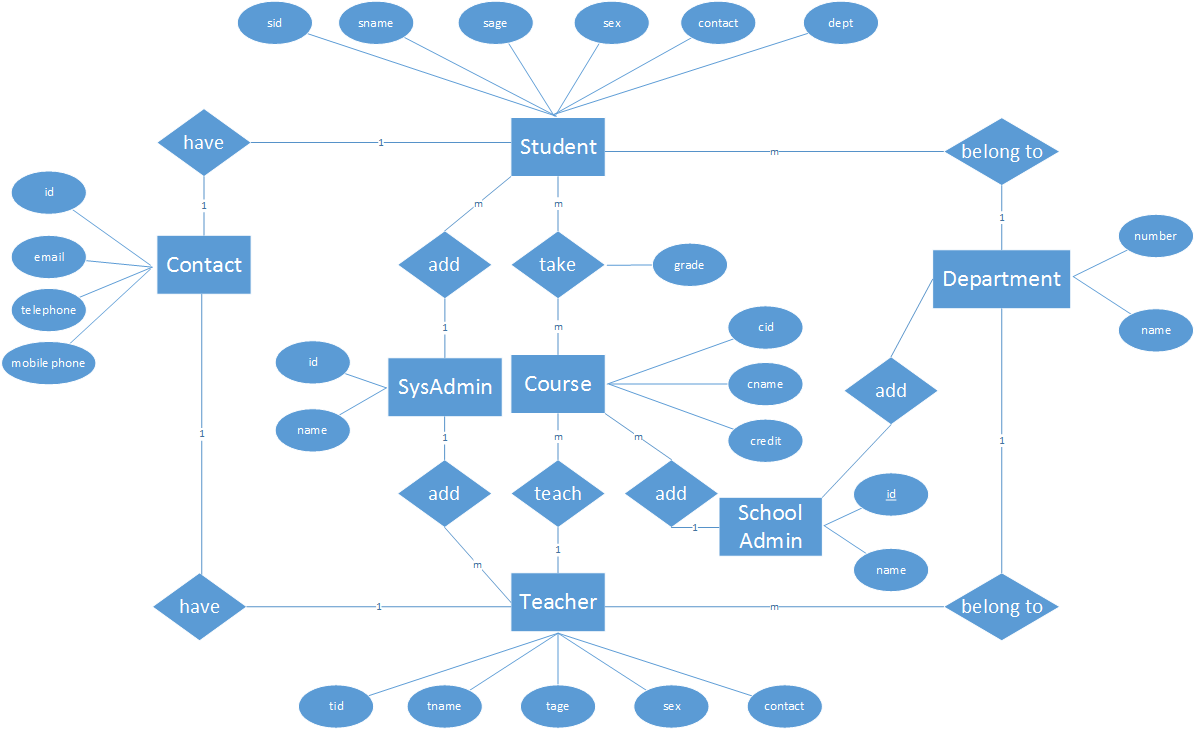 sid
sname
sage
sex
contact
dept
have
1
Student
m
belong to
id
1
m
m
1
email
Contact
add
take
grade
number
Department
telephone
mobile phone
1
m
cid
name
id
SysAdmin
Course
cname
add
name
1
1
m
m
credit
1
add
teach
add
id
School
Admin
1
1
m
name
have
1
Teacher
m
belong to
tid
tname
tage
sex
contact